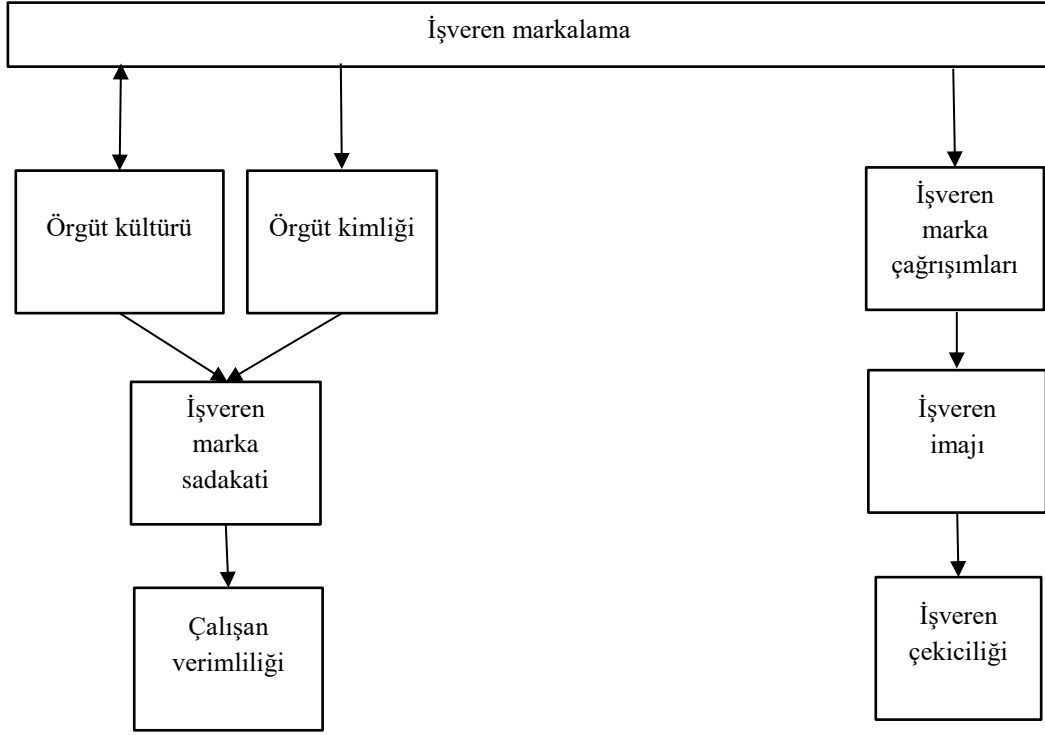 İşveren markalama
Örgüt kültürü
Örgüt kimliği
İşveren
marka
çağrışımları
İşveren
marka
sadakati
İşveren
imajı
Çalışan
verimliliği
İşveren
çekiciliği